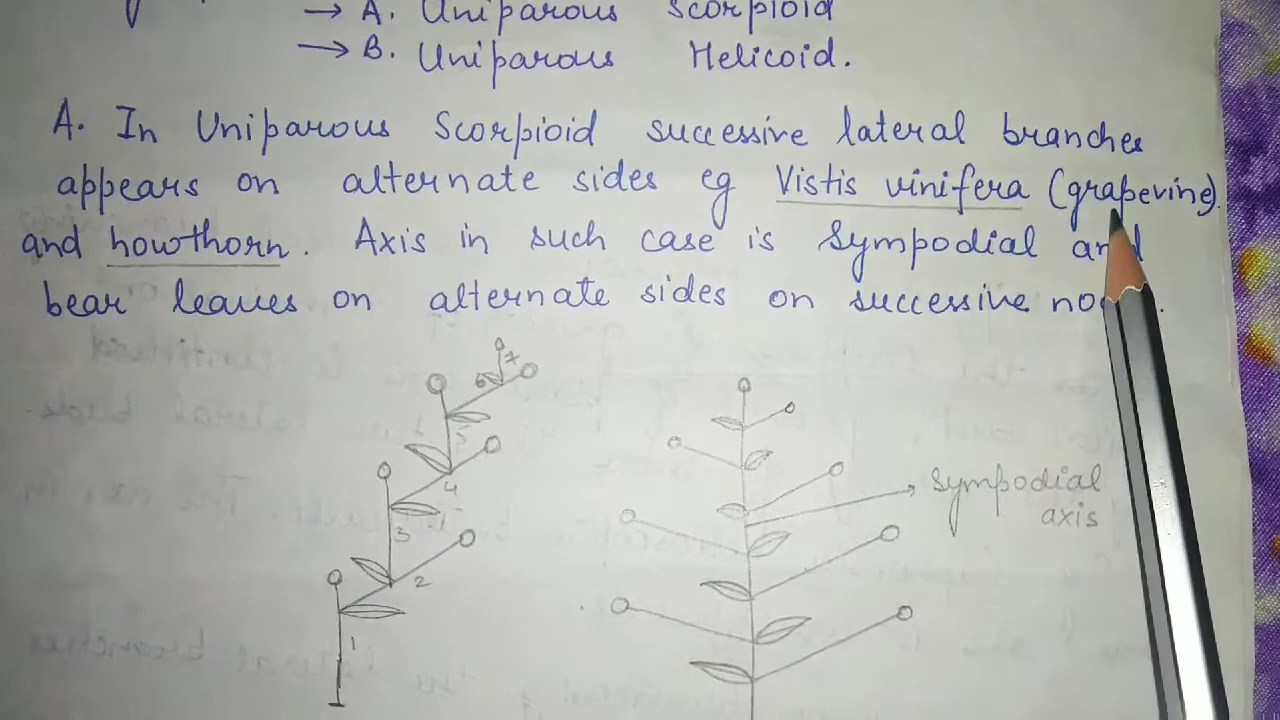 → A. Uniparous Scorpioid
→ B. Uniparous Helicoid.
A. In Uniparous Scorpioid successive lateral branches
appears on alternate sides eg Vistis vinifera (grapevine)
and howthorn. Axis in such case is Sympodial and
bear leaves on alternate sides on successive no
7
6
5
4
3
2
1
Sympodial
axis